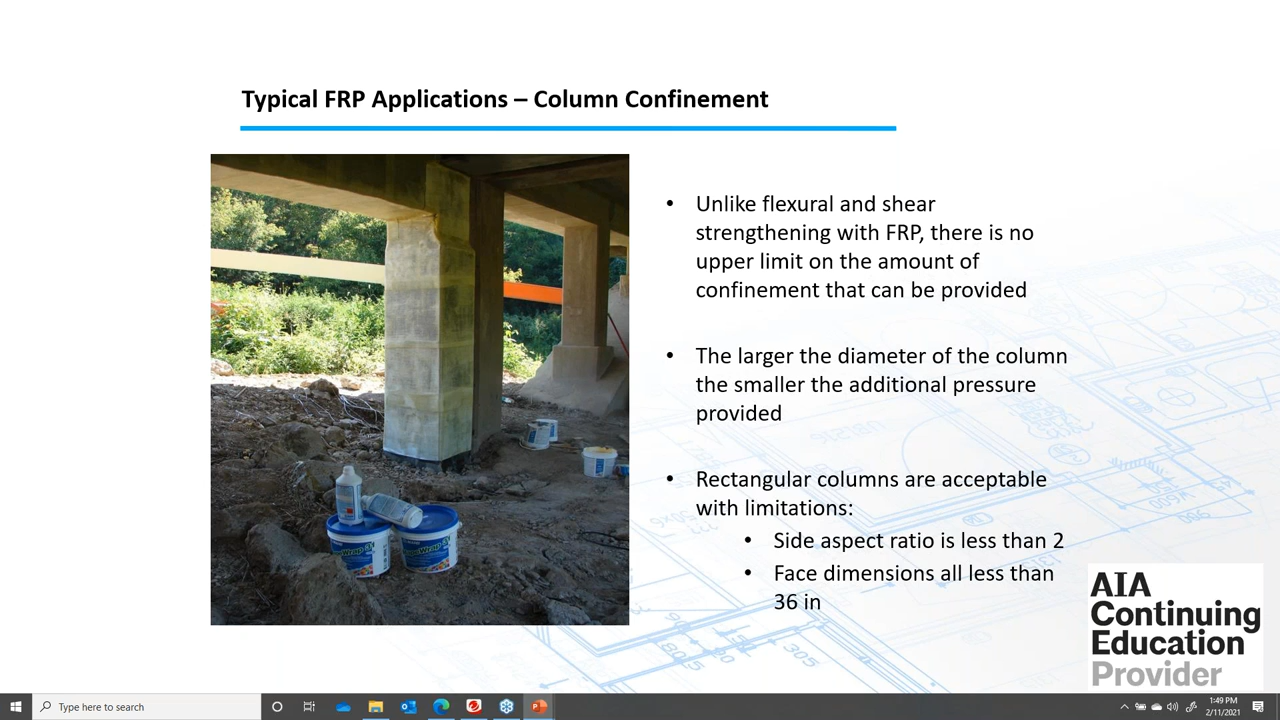 Typical FRP Applications – Column Confinement
• Unlike flexural and shear
strengthening with FRP, there is no
upper limit on the amount of
confinement that can be provided
• The larger the diameter of the column
the smaller the additional pressure
provided
• Rectangular columns are acceptable
with limitations:
• Side aspect ratio is less than 2
• Face dimensions all less than
36 in
AIA
Continuing
Education
Provider
305
Type here to search
1:49 PM
2/11/2021